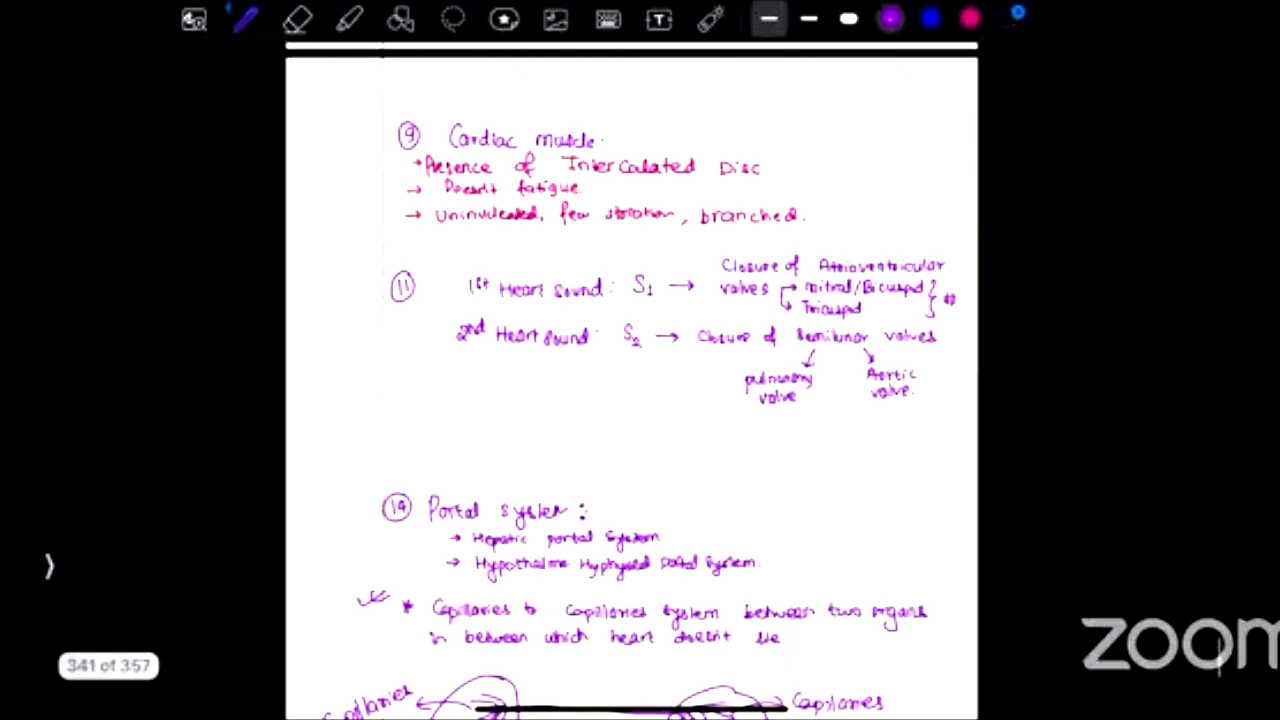 9 Cardiac muscle.
→ Presence of Intercalated Disc
→ Doesn't fatigue
→ Uninucleated, few striation, branched.
11 1st Heart Sound: S1 → Closure of Atrioventricular
valves → Mitral/Bicuspid
→ Tricuspid
2nd Heart Sound: S2 → Closure of Semilunar valves
pulmonary Aortic
valve valve.
14 Portal System :
→ Hepatic portal System
→ portal System.
* Capillaries to Capillaries System between two organs
in between which heart doesn't lie
341 of 357
zoom
Capillaries Capillaries